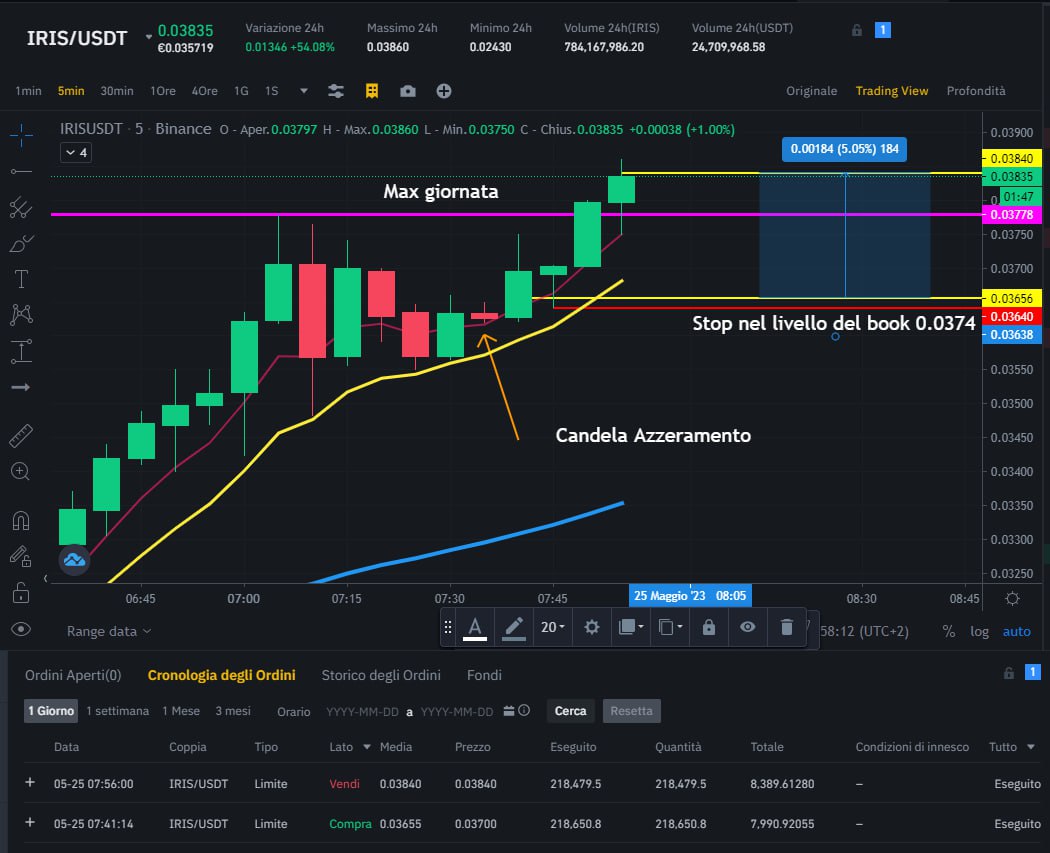 IRIS/USDT
0.03835
€0.035719
Variazione 24h
0.01346 +54.08%
Massimo 24h
0.03860
Minimo 24h
0.02430
Volume 24h(IRIS)
784,167,986.20
Volume 24h(USDT)
24,709,968.58
1
1min 5min 30min 1Ore 4Ore 1G 1S
Originale Trading View Profondità
IRISUSDT · 5 · Binance O - Aper.0.03797 H - Max.0.03860 L - Min.0.03750 C - Chius.0.03835 +0.00038 (+1.00%)
4
0.00184 (5.05%) 184
Max giornata
Stop nel livello del book 0.0374
Candela Azzeramento
0.03900
0.03840
0.03835
01:47
0.03778
0.03750
0.03700
0.03656
0.03640
0.03638
0.03550
0.03500
0.03450
0.03400
0.03350
0.03300
0.03250
06:45 07:00 07:15 07:30 07:45 25 Maggio '23 08:05 08:30 08:45
Range data
A 20
58:12 (UTC+2) % log auto
Ordini Aperti(0) Cronologia degli Ordini Storico degli Ordini Fondi
1
1 Giorno 1 settimana 1 Mese 3 mesi Orario YYYY-MM-DD a YYYY-MM-DD Cerca Resetta
Data Coppia Tipo Lato Media Prezzo Eseguito Quantità Totale Condizioni di innesco Tutto
+ 05-25 07:56:00 IRIS/USDT Limite Vendi 0.03840 0.03840 218,479.5 218,479.5 8,389.61280 – Eseguito
+ 05-25 07:41:14 IRIS/USDT Limite Compra 0.03655 0.03700 218,650.8 218,650.8 7,990.92055 – Eseguito